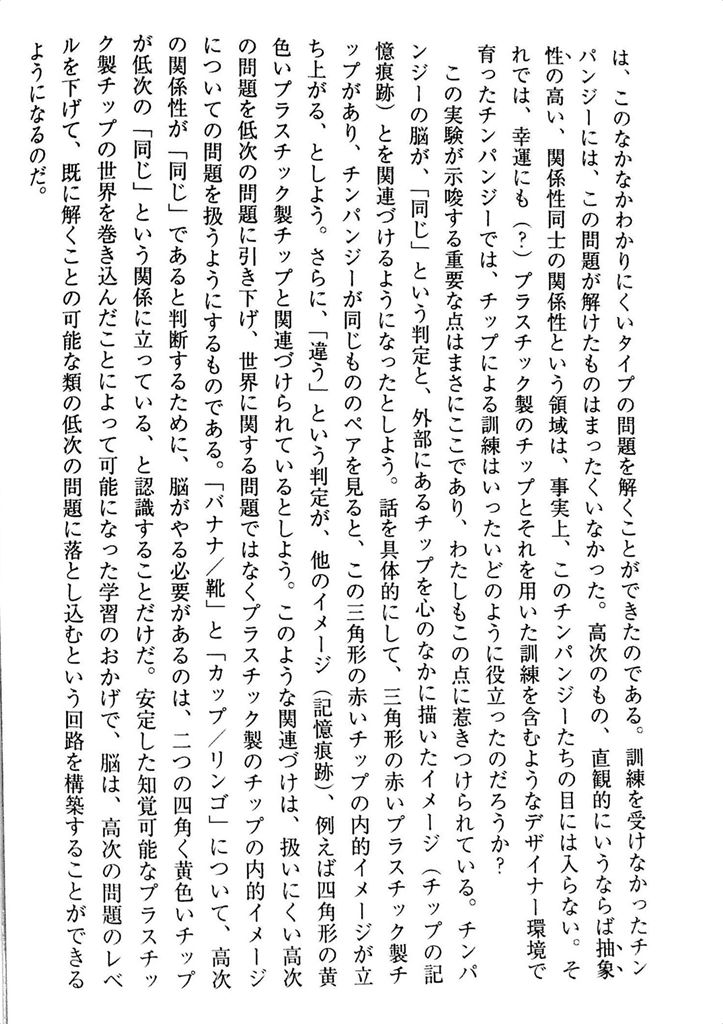 は、このなかなかわかりにくいタイプの問題を解くことができたのである。訓練を受けなかったチン
パンジーには、この問題が解けたものはまったくいなかった。高次のもの、直観的にいうならば抽象
性の高い、関係性同士の関係性という領域は、事実上、このチンパンジーたちの目には入らない。そ
れでは、幸運にも（？）プラスチック製のチップとそれを用いた訓練を含むようなデザイナー環境で
育ったチンパンジーでは、チップによる訓練はいったいどのように役立ったのだろうか？
　この実験が示唆する重要な点はまさにここであり、わたしもこの点に惹きつけられている。チンパ
ンジーの脳が、「同じ」という判定と、外部にあるチップを心のなかに描いたイメージ（チップの記
憶痕跡）とを関連づけるようになったとしよう。話を具体的にして、三角形の赤いプラスチック製チ
ップがあり、チンパンジーが同じもののペアを見ると、この三角形の赤いチップの内的イメージが立
ち上がる、としよう。さらに、「違う」という判定が、他のイメージ（記憶痕跡）、例えば四角形の黄
色いプラスチック製チップと関連づけられているとしよう。このような関連づけは、扱いにくい高次
の問題を低次の問題に引き下げ、世界に関する問題ではなくプラスチック製のチップの内的イメージ
についての問題を扱うようにするものである。「バナナ／靴」と「カップ／リンゴ」について、高次
の関係性が「同じ」であると判断するために、脳がやる必要があるのは、二つの四角く黄色いチップ
が低次の「同じ」という関係に立っている、と認識することだけだ。安定した知覚可能なプラスチッ
ク製チップの世界を巻き込んだことによって可能になった学習のおかげで、脳は、高次の問題のレベ
ルを下げて、既に解くことの可能な類の低次の問題に落とし込むという回路を構築することができる
ようになるのだ。